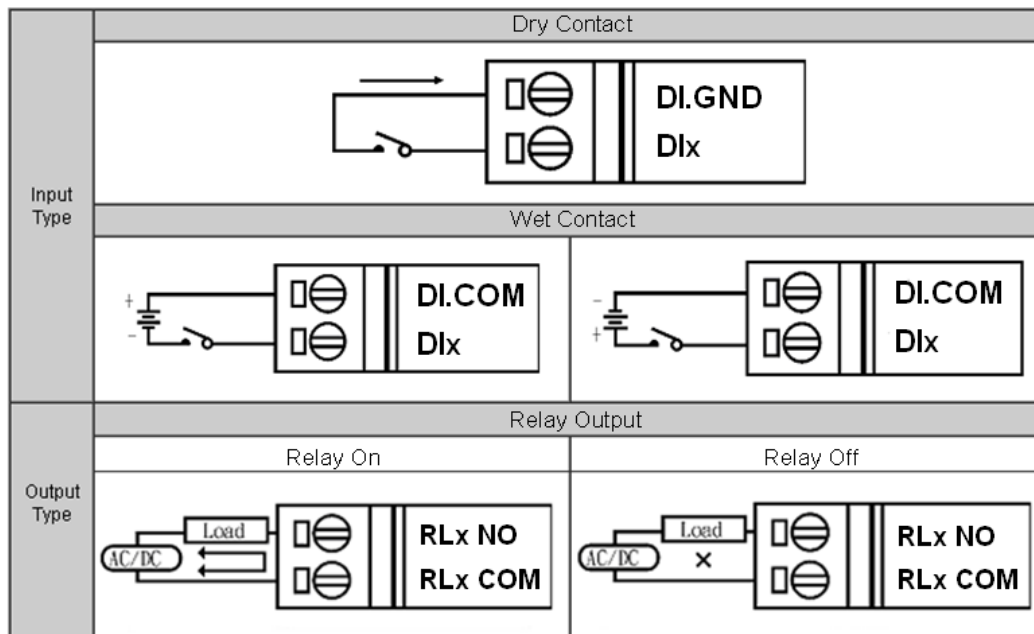 Dry Contact
DI.GND
DIx
Input
Type
Wet Contact
+
-
DI.COM
DIx
-
+
DI.COM
DIx
Relay Output
Relay On
Relay Off
Output
Type
Load
AC/DC
RLx NO
RLx COM
Load
AC/DC
×
RLx NO
RLx COM